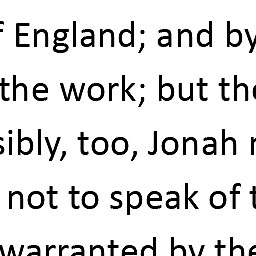 f England; and by
the work; but the
sibly, too, Jonah
not to speak of t
warranted by the